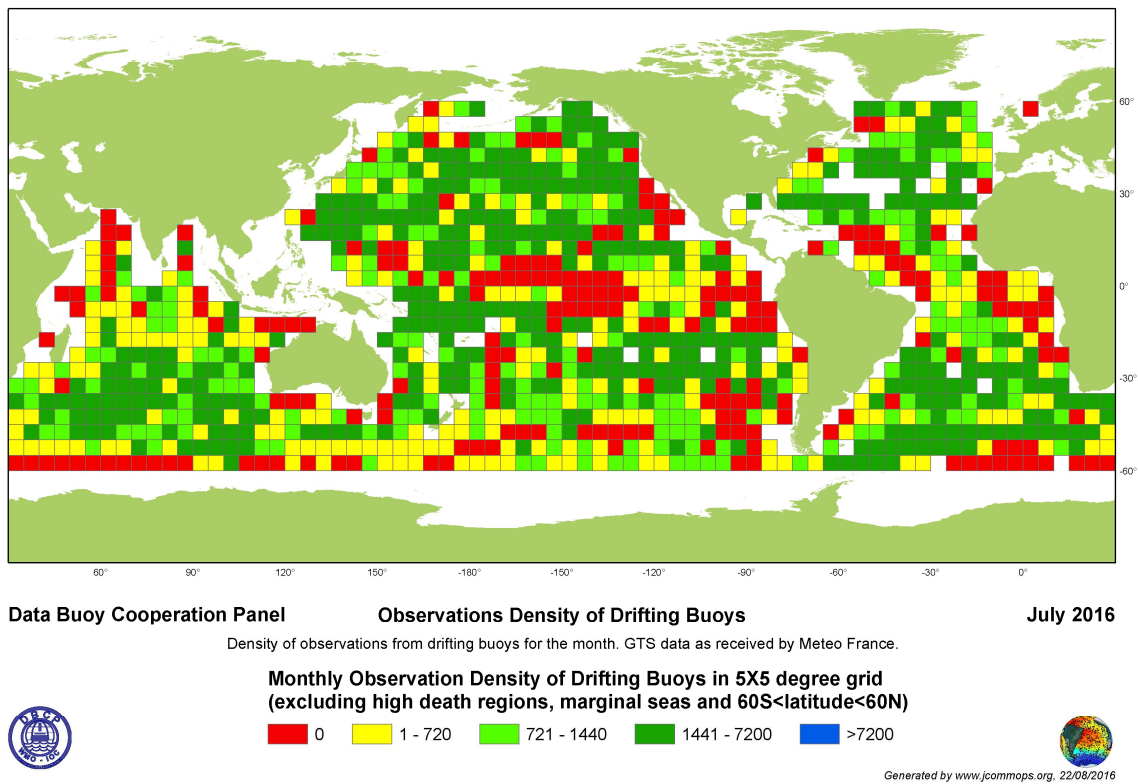 60°
30°
0°
-30°
-60°
60° 90° 120° 150° -180° -150° -120° -90° -60° -30° 0°
Data Buoy Cooperation Panel Observations Density of Drifting Buoys July 2016
Density of observations from drifting buoys for the month. GTS data as received by Meteo France.
Monthly Observation Density of Drifting Buoys in 5X5 degree grid
(excluding high death regions, marginal seas and 60S<latitude<60N)
0 1 - 720 721 - 1440 1441 - 7200 >7200
DBCP
WMO - IOC
Generated by www.jcommops.org, 22/08/2016